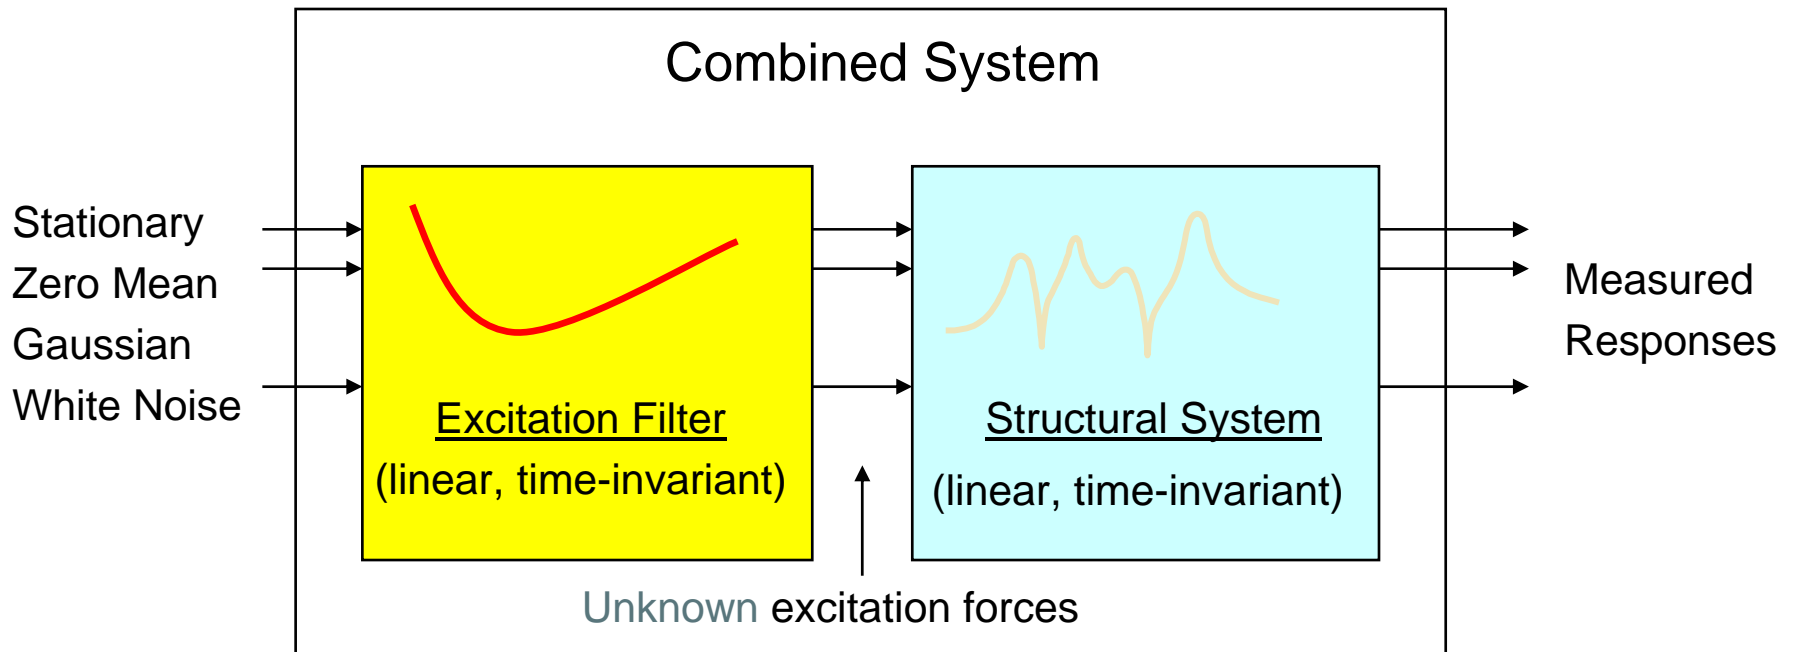 Combined System
Stationary
Zero Mean
Gaussian
White Noise
Excitation Filter
(linear, time-invariant)
Structural System
(linear, time-invariant)
Measured
Responses
Unknown excitation forces